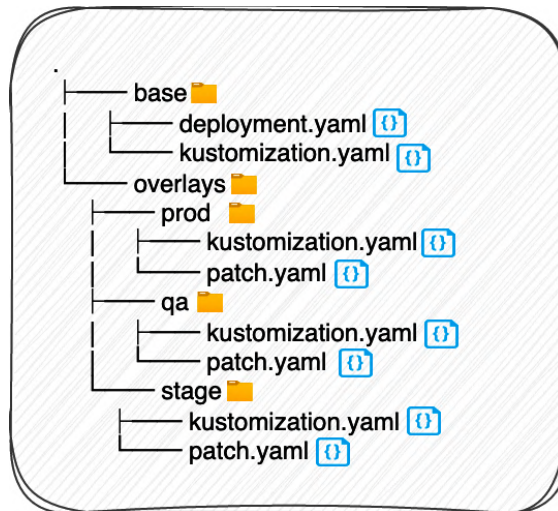 .
base
deployment.yaml {}
kustomization.yaml {}
overlays
prod
kustomization.yaml {}
patch.yaml {}
qa
kustomization.yaml {}
patch.yaml {}
stage
kustomization.yaml {}
patch.yaml {}